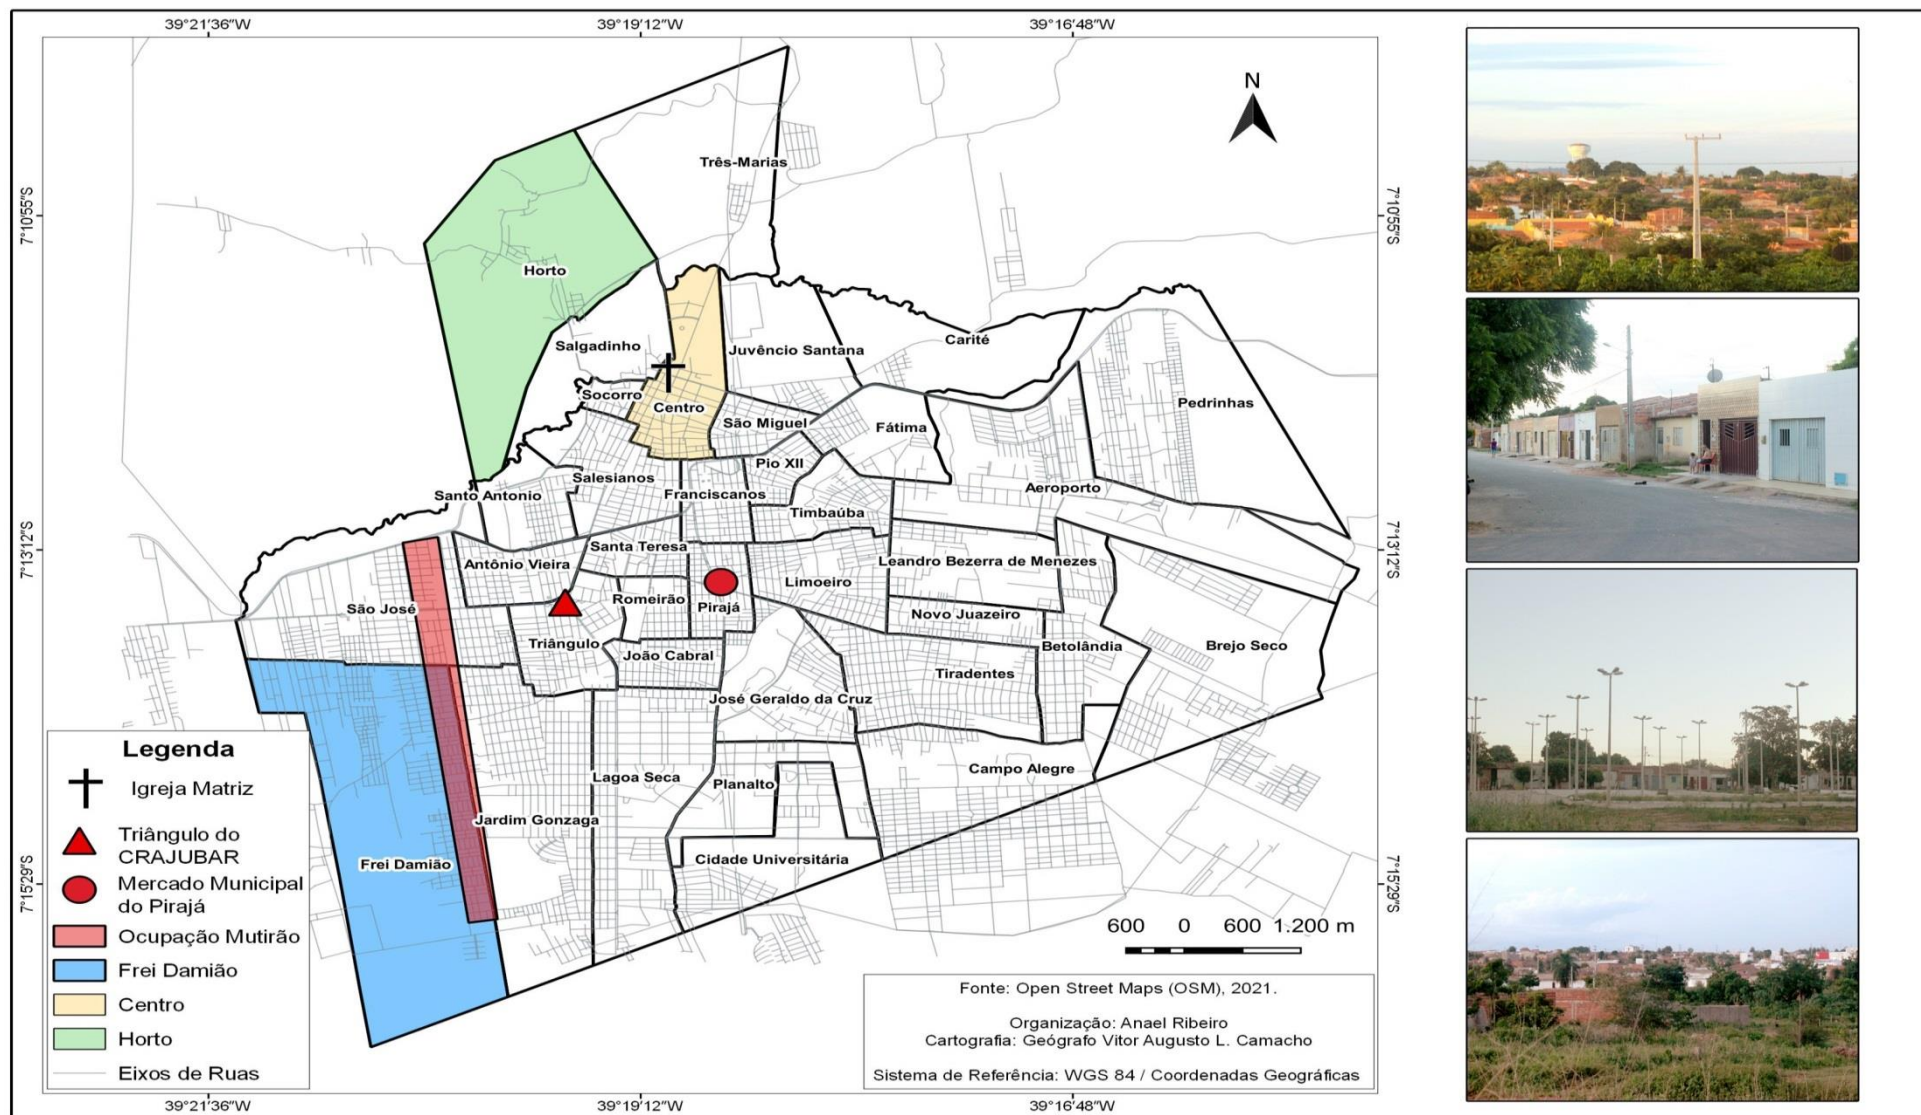 39°21'36"W
39°19'12"W
39°16'48"W
N
Três-Marias
7°10'55"S
7°10'55"S
Horto
Salgadinho
Juvêncio Santana
Carité
Socorro
Centro
São Miguel
Fátima
Pedrinhas
Pio XII
Salesianos
Franciscanos
Santo Antonio
Aeroporto
Timbaúba
7°13'12"S
7°13'12"S
Santa Teresa
Antônio Vieira
Leandro Bezerra de Menezes
Limoeiro
Romeirão
Pirajá
São José
Novo Juazeiro
Triângulo
João Cabral
Betolândia
Brejo Seco
Tiradentes
José Geraldo da Cruz
Lagoa Seca
Planalto
Campo Alegre
Jardim Gonzaga
Frei Damião
Cidade Universitária
7°15'29"S
7°15'29"S
Legenda
Igreja Matriz
Triângulo do
CRAJUBAR
Mercado Municipal
do Pirajá
Ocupação Mutirão
Frei Damião
Centro
Horto
Eixos de Ruas
600 0 600 1.200 m
Fonte: Open Street Maps (OSM), 2021.
Organização: Anael Ribeiro
Cartografia: Geógrafo Vitor Augusto L. Camacho
Sistema de Referência: WGS 84 / Coordenadas Geográficas
39°21'36"W
39°19'12"W
39°16'48"W